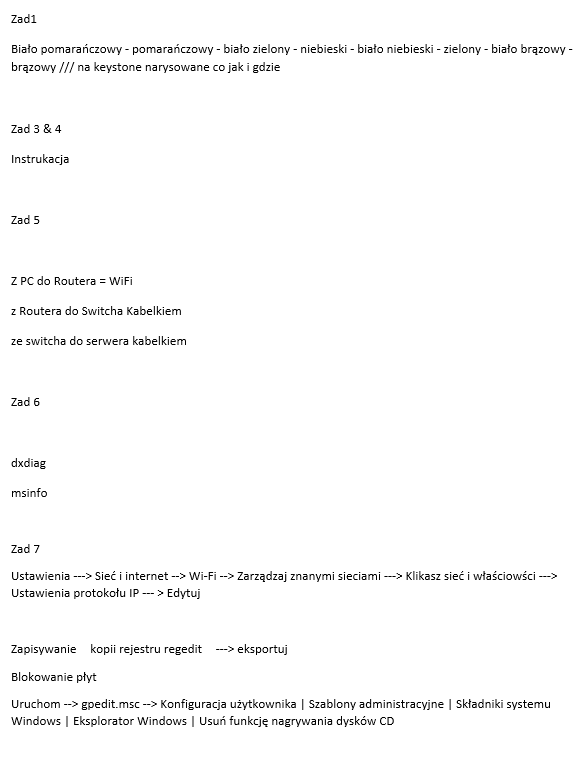 Zad1
Biało pomarańczowy - pomarańczowy - biało zielony - niebieski - biało niebieski - zielony - biało brązowy -
brązowy /// na keystone narysowane co jak i gdzie
Zad 3 & 4
Instrukacja
Zad 5
Z PC do Routera = WiFi
z Routera do Switcha Kabelkiem
ze switcha do serwera kabelkiem
Zad 6
dxdiag
msinfo
Zad 7
Ustawienia ---> Sieć i internet --> Wi-Fi --> Zarządzaj znanymi sieciami ---> Klikasz sieć i właściowści --->
Ustawienia protokołu IP --- > Edytuj
Zapisywanie kopii rejestru regedit ---> eksportuj
Blokowanie płyt
Uruchom --> gpedit.msc --> Konfiguracja użytkownika | Szablony administracyjne | Składniki systemu
Windows | Eksplorator Windows | Usuń funkcję nagrywania dysków CD